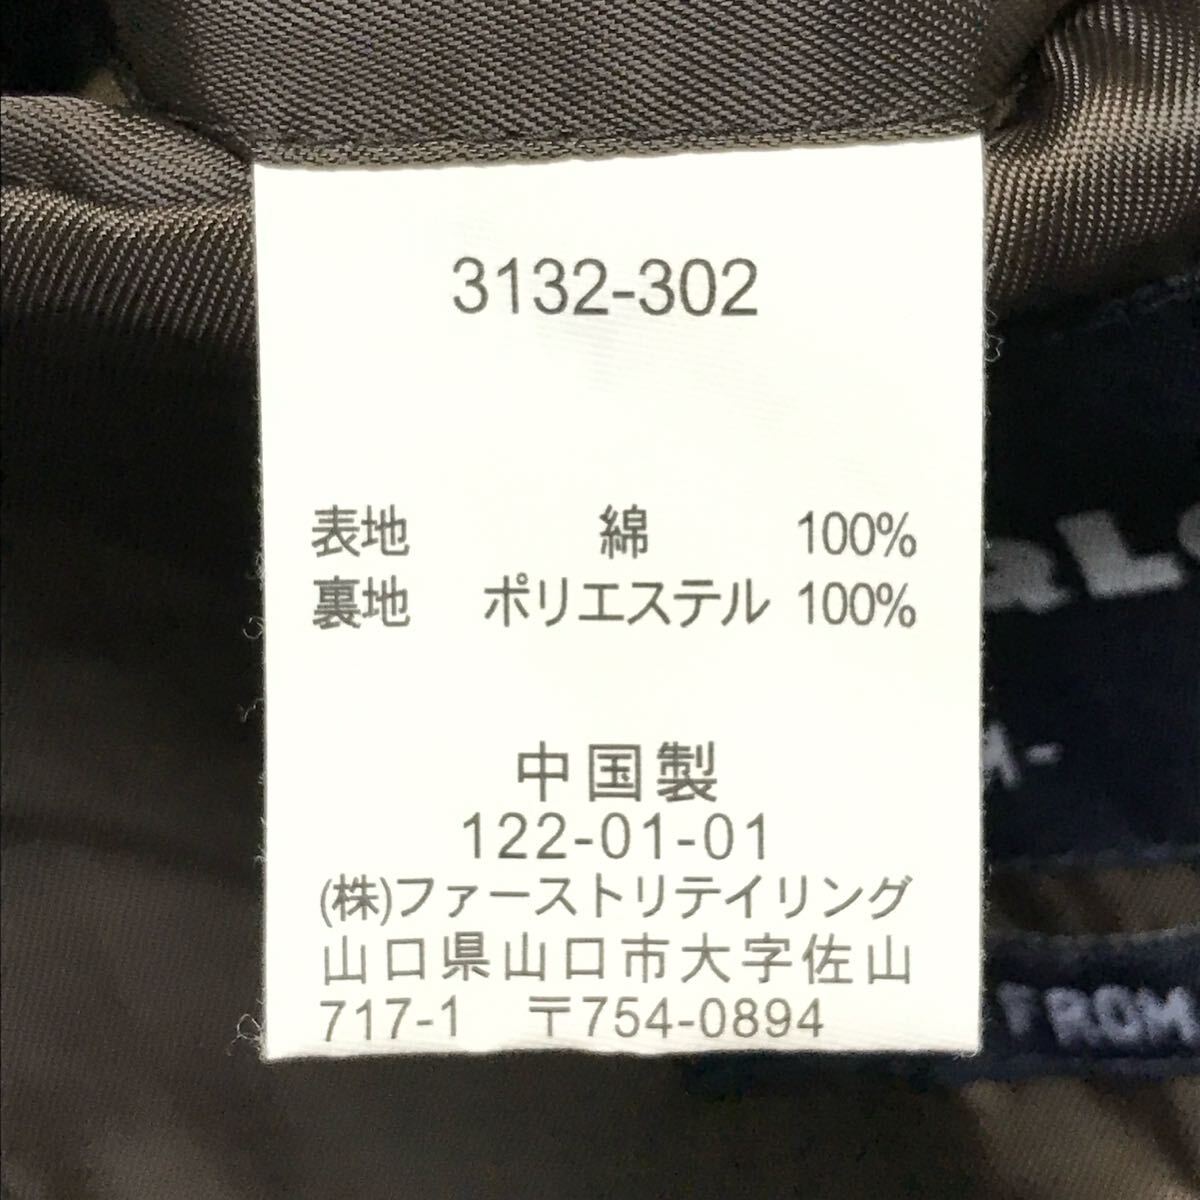 3132-302
表地 綿 100%
裏地 ポリエステル 100%
中国製
122-01-01
(株)ファーストリテイリング
山口県山口市大字佐山
717-1 〒754-0894
FROM